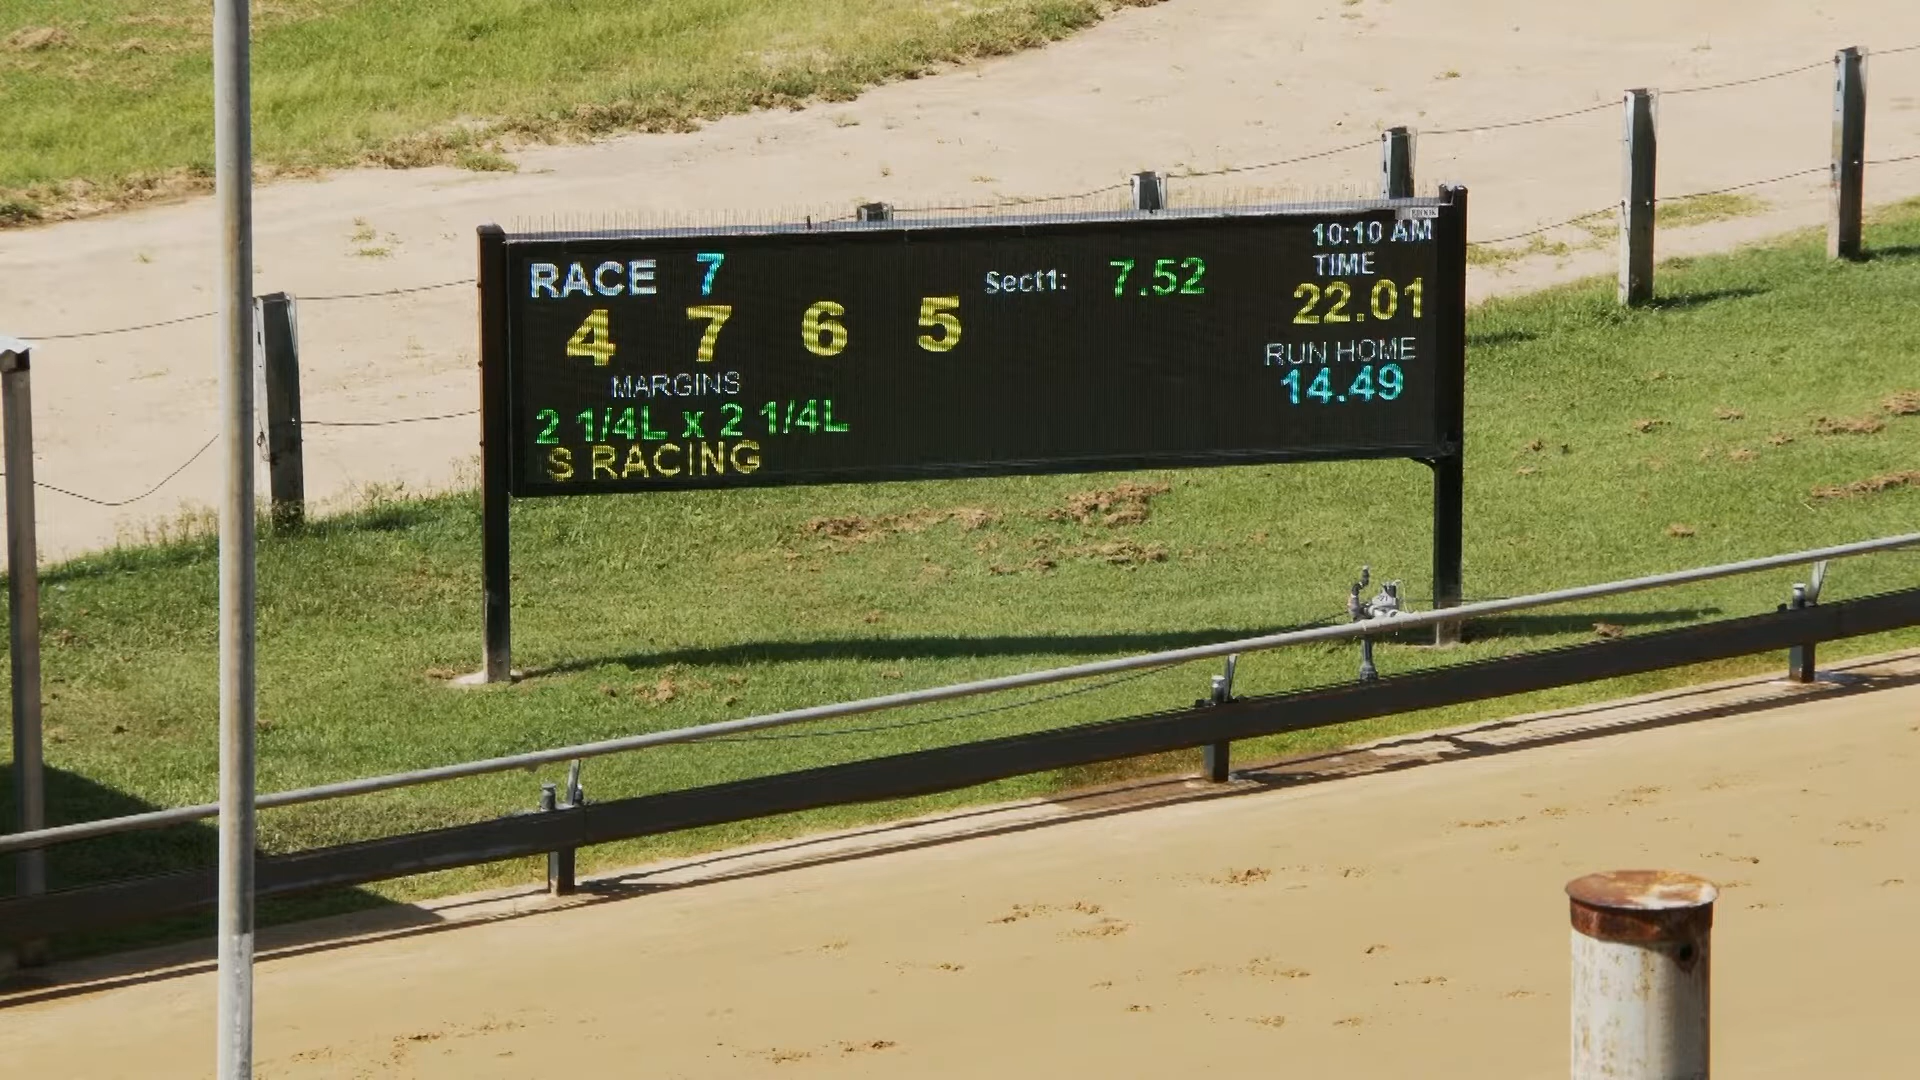 10:10 AM
RACE 7 Sect1: 7.52 TIME
4 7 6 5 22.01
MARGINS RUN HOME
2 1/4L x 2 1/4L 14.49
S RACING